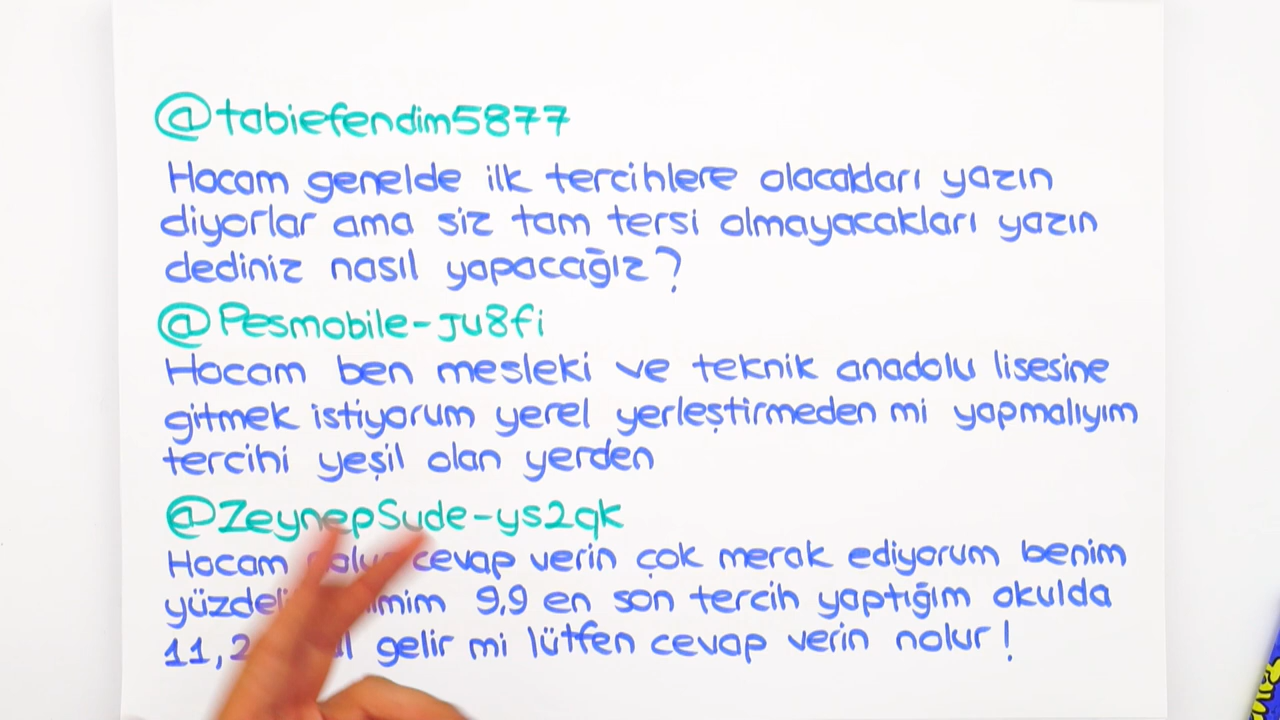 @tabiefendim5877
Hocam genelde ilk tercihlere olacakları yazın
diyorlar ama siz tam tersi olmayacakları yazın
dediniz nasıl yapacağız?
@Pesmobile-ju8fi
Hocam ben mesleki ve teknik anadolu lisesine
gitmek istiyorum yerel yerleştirmeden mi yapmalıyım
tercihi yeşil olan yerden
@ZeynepSude-ys2qk
Hocam cevap verin çok merak ediyorum benim
9,9 en son tercih yaptığım okulda
gelir mi lütfen cevap verin nolur!